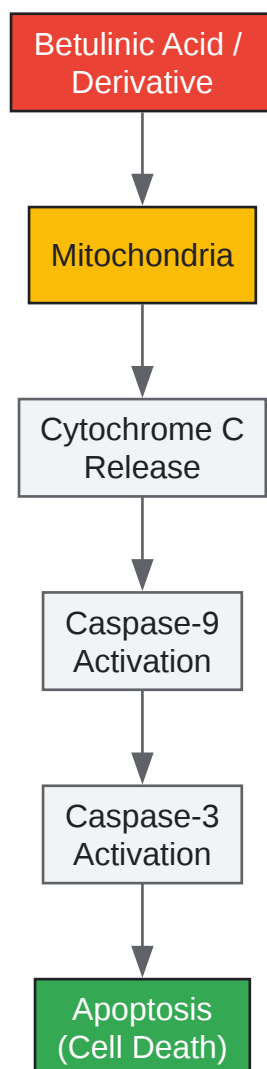 Betulinic Acid /
Derivative
Mitochondria
Cytochrome C
Release
Caspase-9
Activation
Caspase-3
Activation
Apoptosis
(Cell Death)